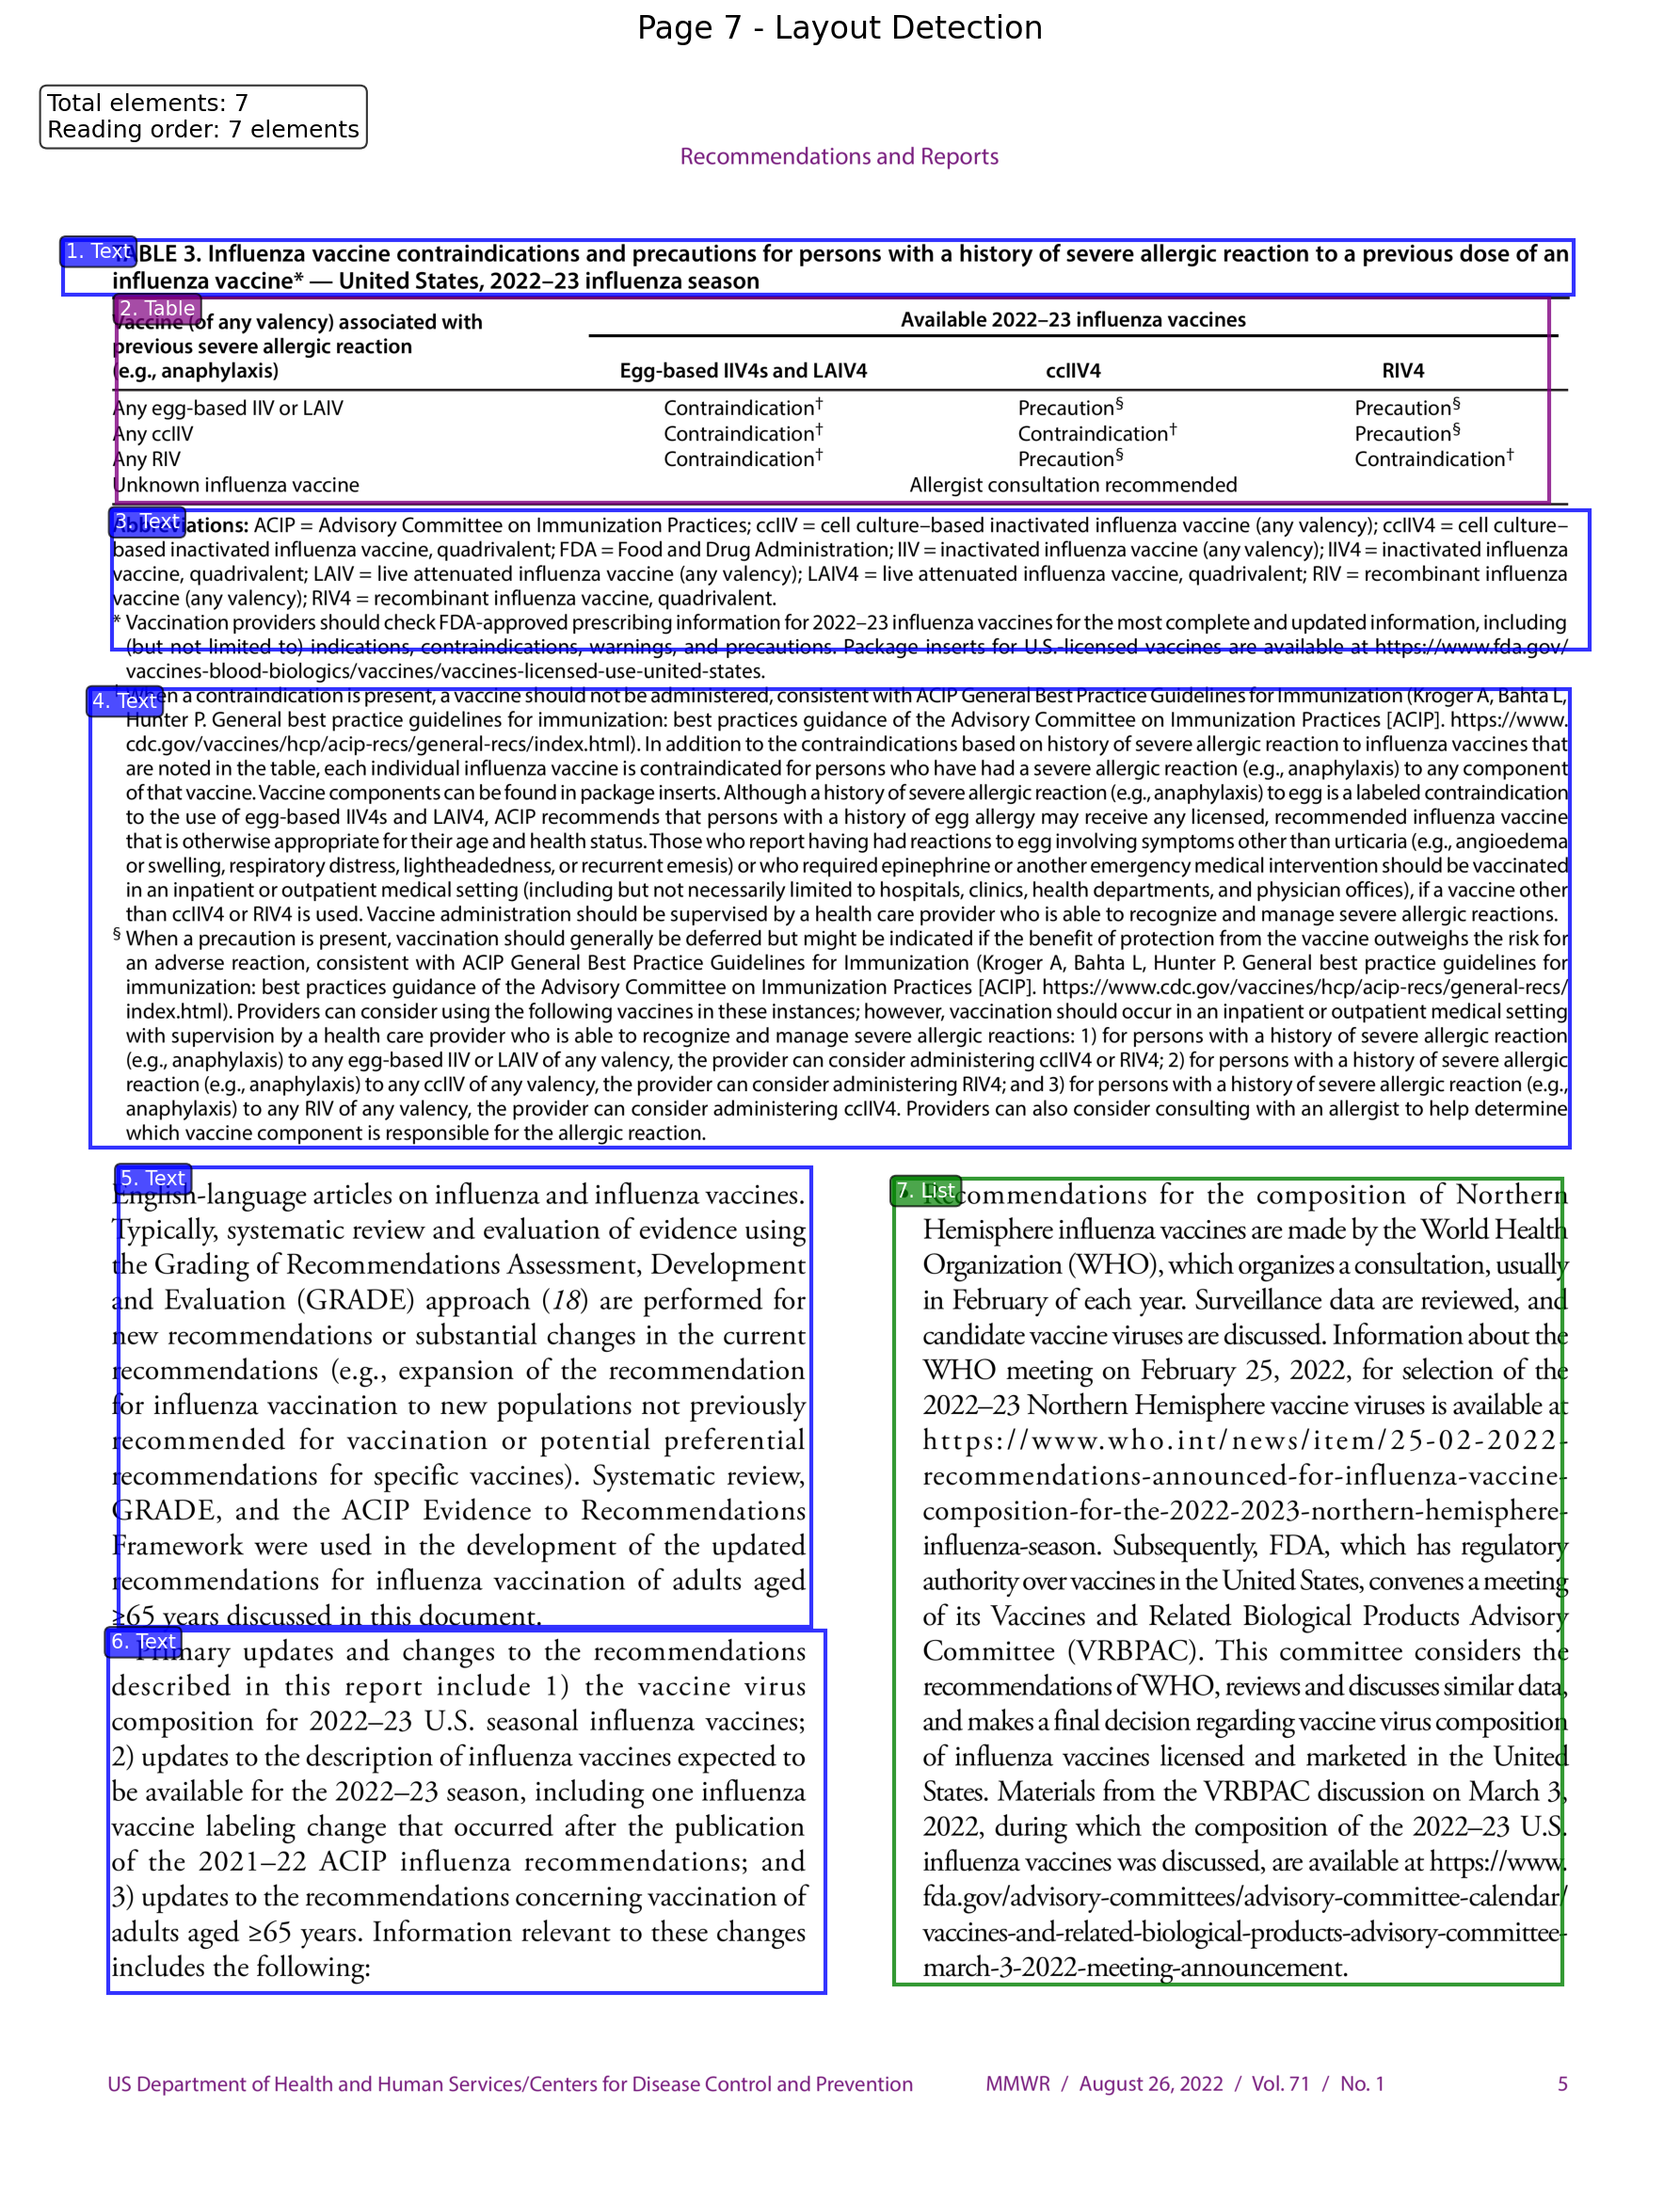 Page 7 - Layout Detection
Total elements: 7
Reading order: 7 elements
Recommendations and Reports
1. Text
TABLE 3. Influenza vaccine contraindications and precautions for persons with a history of severe allergic reaction to a previous dose of an
influenza vaccine* — United States, 2022–23 influenza season
2. Table
Vaccine (of any valency) associated with
previous severe allergic reaction
(e.g., anaphylaxis)
Available 2022–23 influenza vaccines
Egg-based IIV4s and LAIV4 ccIIV4 RIV4
Any egg-based IIV or LAIV Contraindication† Precaution§ Precaution§
Any ccIIV Contraindication† Contraindication† Precaution§
Any RIV Contraindication† Precaution§ Contraindication†
Unknown influenza vaccine Allergist consultation recommended
3. Text
Abbreviations: ACIP = Advisory Committee on Immunization Practices; ccIIV = cell culture–based inactivated influenza vaccine (any valency); ccIIV4 = cell culture–
based inactivated influenza vaccine, quadrivalent; FDA = Food and Drug Administration; IIV = inactivated influenza vaccine (any valency); IIV4 = inactivated influenza
vaccine, quadrivalent; LAIV = live attenuated influenza vaccine (any valency); LAIV4 = live attenuated influenza vaccine, quadrivalent; RIV = recombinant influenza
vaccine (any valency); RIV4 = recombinant influenza vaccine, quadrivalent.
* Vaccination providers should check FDA-approved prescribing information for 2022–23 influenza vaccines for the most complete and updated information, including
(but not limited to) indications, contraindications, warnings, and precautions. Package inserts for U.S.-licensed vaccines are available at https://www.fda.gov/
vaccines-blood-biologics/vaccines/vaccines-licensed-use-united-states.
4. Text
When a contraindication is present, a vaccine should not be administered, consistent with ACIP General Best Practice Guidelines for Immunization (Kroger A, Bahta L,
Hunter P. General best practice guidelines for immunization: best practices guidance of the Advisory Committee on Immunization Practices [ACIP]. https://www.
cdc.gov/vaccines/hcp/acip-recs/general-recs/index.html). In addition to the contraindications based on history of severe allergic reaction to influenza vaccines that
are noted in the table, each individual influenza vaccine is contraindicated for persons who have had a severe allergic reaction (e.g., anaphylaxis) to any component
of that vaccine. Vaccine components can be found in package inserts. Although a history of severe allergic reaction (e.g., anaphylaxis) to egg is a labeled contraindication
to the use of egg-based IIV4s and LAIV4, ACIP recommends that persons with a history of egg allergy may receive any licensed, recommended influenza vaccine
that is otherwise appropriate for their age and health status. Those who report having had reactions to egg involving symptoms other than urticaria (e.g., angioedema
or swelling, respiratory distress, lightheadedness, or recurrent emesis) or who required epinephrine or another emergency medical intervention should be vaccinated
in an inpatient or outpatient medical setting (including but not necessarily limited to hospitals, clinics, health departments, and physician offices), if a vaccine other
than ccIIV4 or RIV4 is used. Vaccine administration should be supervised by a health care provider who is able to recognize and manage severe allergic reactions.
§ When a precaution is present, vaccination should generally be deferred but might be indicated if the benefit of protection from the vaccine outweighs the risk for
an adverse reaction, consistent with ACIP General Best Practice Guidelines for Immunization (Kroger A, Bahta L, Hunter P. General best practice guidelines for
immunization: best practices guidance of the Advisory Committee on Immunization Practices [ACIP]. https://www.cdc.gov/vaccines/hcp/acip-recs/general-recs/
index.html). Providers can consider using the following vaccines in these instances; however, vaccination should occur in an inpatient or outpatient medical setting
with supervision by a health care provider who is able to recognize and manage severe allergic reactions: 1) for persons with a history of severe allergic reaction
(e.g., anaphylaxis) to any egg-based IIV or LAIV of any valency, the provider can consider administering ccIIV4 or RIV4; 2) for persons with a history of severe allergic
reaction (e.g., anaphylaxis) to any ccIIV of any valency, the provider can consider administering RIV4; and 3) for persons with a history of severe allergic reaction (e.g.,
anaphylaxis) to any RIV of any valency, the provider can consider administering ccIIV4. Providers can also consider consulting with an allergist to help determine
which vaccine component is responsible for the allergic reaction.
5. Text
English-language articles on influenza and influenza vaccines.
Typically, systematic review and evaluation of evidence using
the Grading of Recommendations Assessment, Development
and Evaluation (GRADE) approach (18) are performed for
new recommendations or substantial changes in the current
recommendations (e.g., expansion of the recommendation
for influenza vaccination to new populations not previously
recommended for vaccination or potential preferential
recommendations for specific vaccines). Systematic review,
GRADE, and the ACIP Evidence to Recommendations
Framework were used in the development of the updated
recommendations for influenza vaccination of adults aged
≥65 years discussed in this document.
6. Text
Primary updates and changes to the recommendations
described in this report include 1) the vaccine virus
composition for 2022–23 U.S. seasonal influenza vaccines;
2) updates to the description of influenza vaccines expected to
be available for the 2022–23 season, including one influenza
vaccine labeling change that occurred after the publication
of the 2021–22 ACIP influenza recommendations; and
3) updates to the recommendations concerning vaccination of
adults aged ≥65 years. Information relevant to these changes
includes the following:
7. List
Recommendations for the composition of Northern
Hemisphere influenza vaccines are made by the World Health
Organization (WHO), which organizes a consultation, usually
in February of each year. Surveillance data are reviewed, and
candidate vaccine viruses are discussed. Information about the
WHO meeting on February 25, 2022, for selection of the
2022–23 Northern Hemisphere vaccine viruses is available at
https://www.who.int/news/item/25-02-2022-
recommendations-announced-for-influenza-vaccine-
composition-for-the-2022-2023-northern-hemisphere-
influenza-season. Subsequently, FDA, which has regulatory
authority over vaccines in the United States, convenes a meeting
of its Vaccines and Related Biological Products Advisory
Committee (VRBPAC). This committee considers the
recommendations of WHO, reviews and discusses similar data,
and makes a final decision regarding vaccine virus composition
of influenza vaccines licensed and marketed in the United
States. Materials from the VRBPAC discussion on March 3,
2022, during which the composition of the 2022–23 U.S.
influenza vaccines was discussed, are available at https://www.
fda.gov/advisory-committees/advisory-committee-calendar/
vaccines-and-related-biological-products-advisory-committee-
march-3-2022-meeting-announcement.
US Department of Health and Human Services/Centers for Disease Control and Prevention MMWR / August 26, 2022 / Vol. 71 / No. 1 5